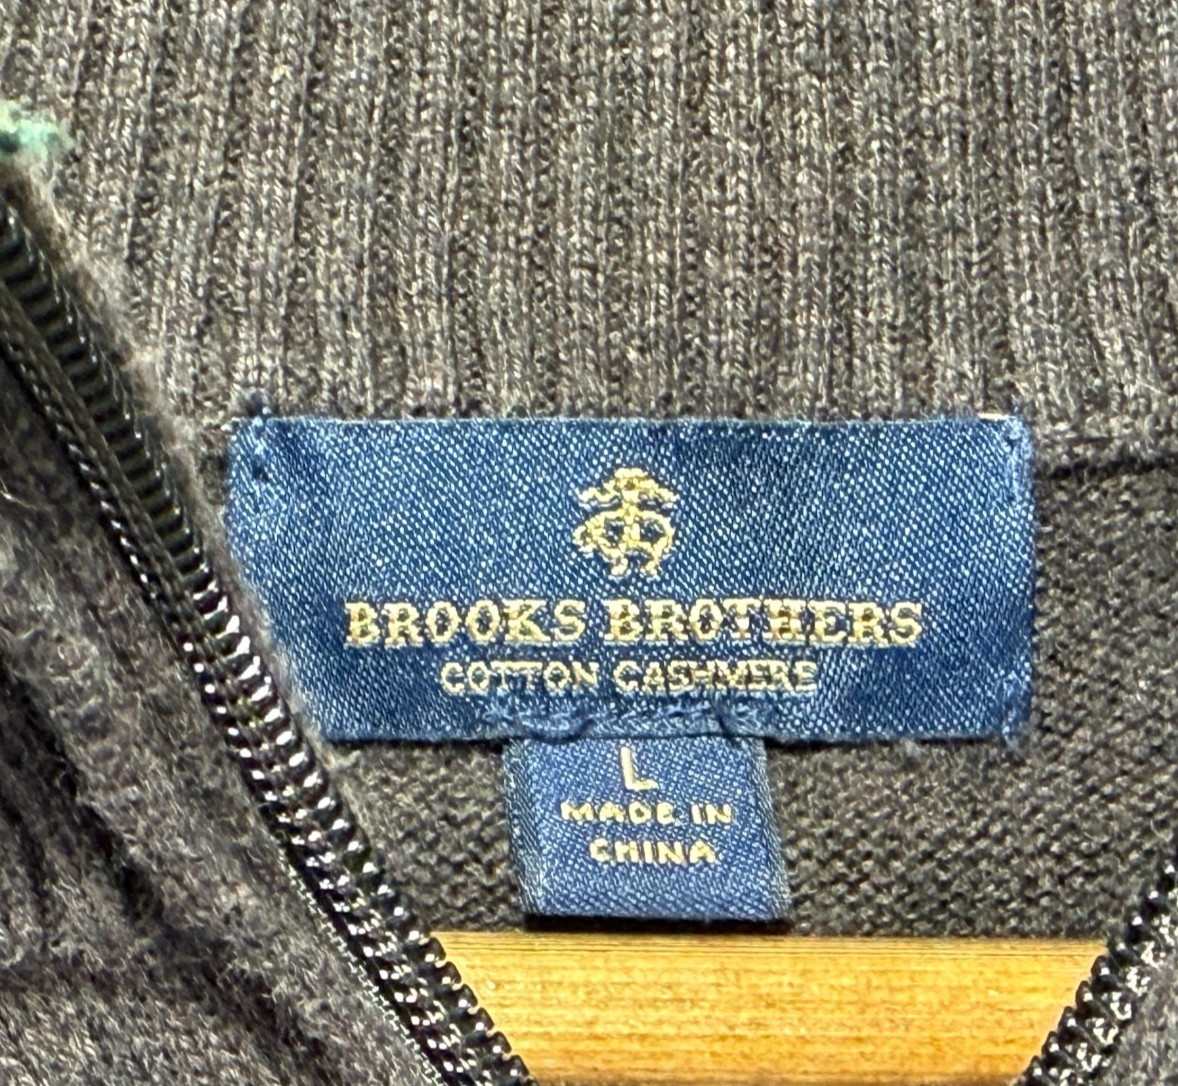 BROOKS BROTHERS
COTTON CASHMERE
L
MADE IN
CHINA